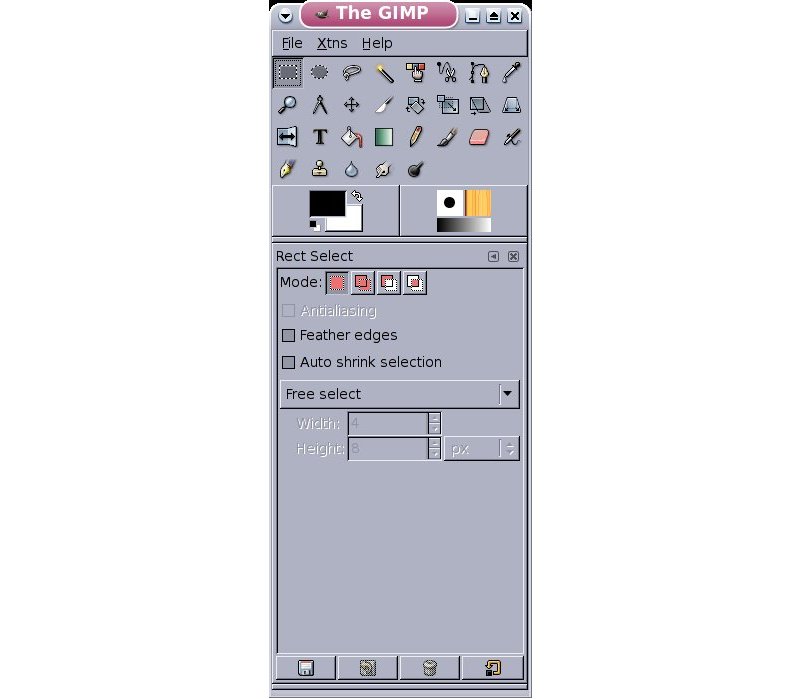 The GIMP
File Xtns Help
T
Rect Select
Mode:
Antialiasing
Feather edges
Auto shrink selection
Free select
Width: 4
Height: 8 px